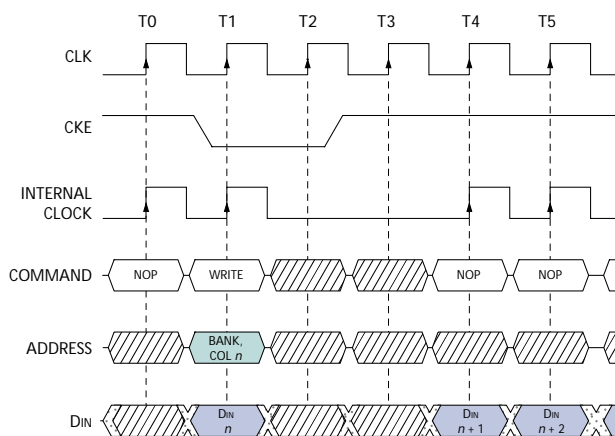 T0 T1 T2 T3 T4 T5
CLK
CKE
INTERNAL
CLOCK
COMMAND NOP WRITE NOP NOP
ADDRESS BANK,
COL n
DIN DIN DIN DIN
n n + 1 n + 2